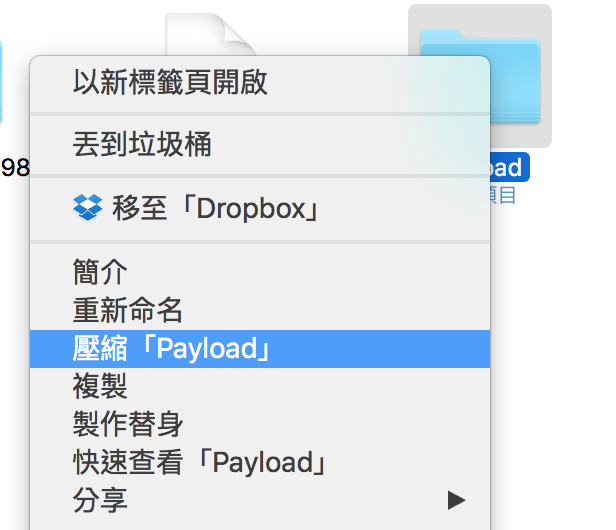 98
oad
項目
以新標籤頁開啟
丟到垃圾桶
移至「Dropbox」
簡介
重新命名
壓縮「Payload」
複製
製作替身
快速查看「Payload」
分享